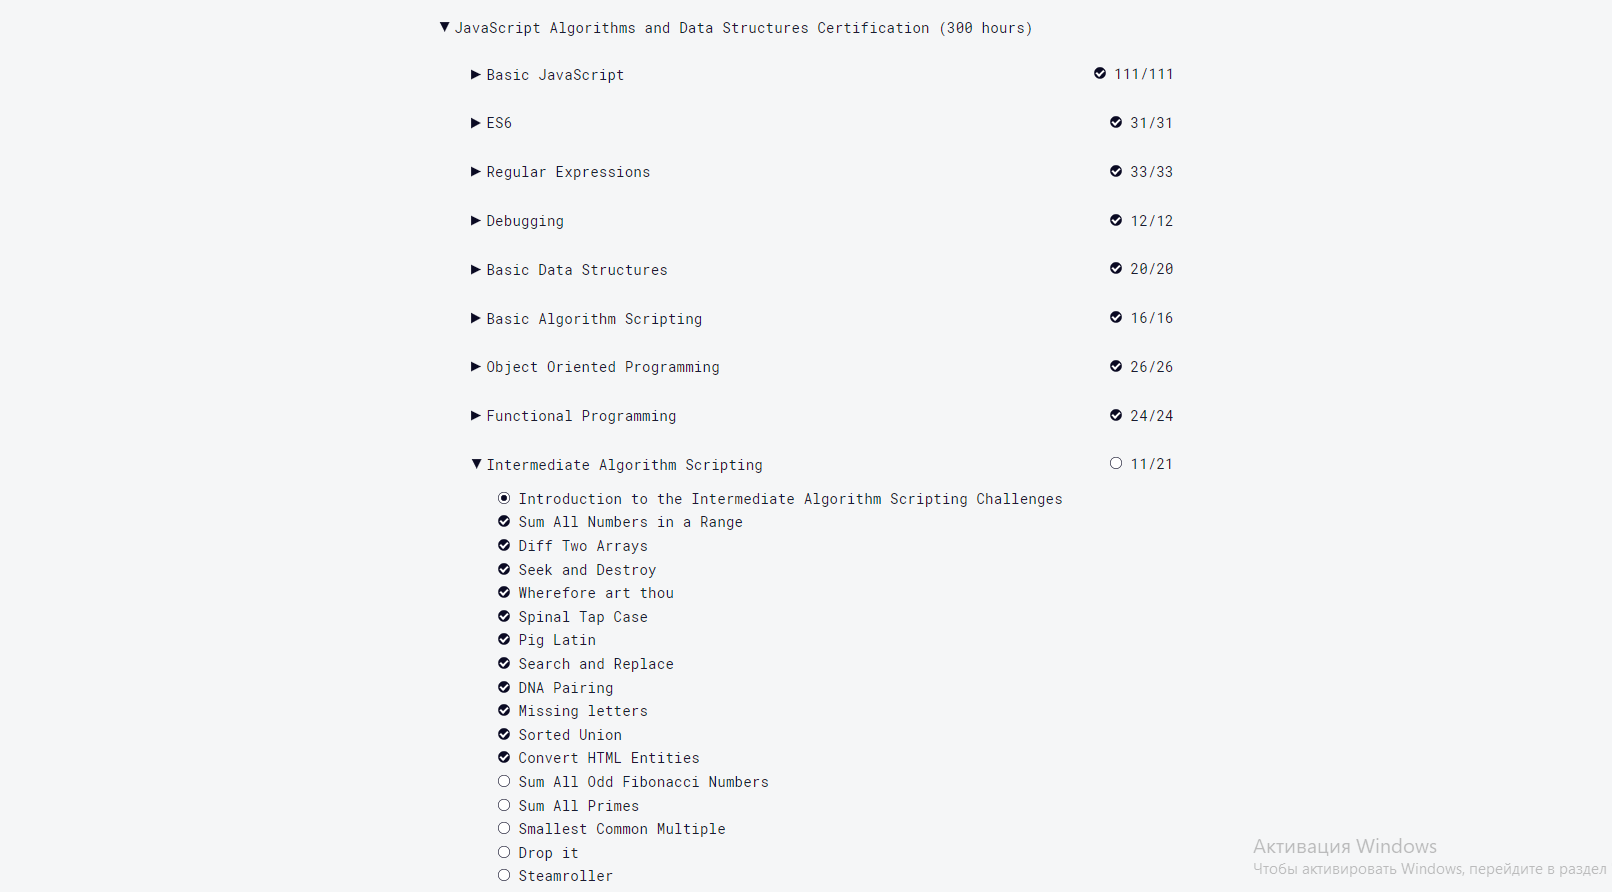 JavaScript Algorithms and Data Structures Certification (300 hours)
Basic JavaScript 111/111
ES6 31/31
Regular Expressions 33/33
Debugging 12/12
Basic Data Structures 20/20
Basic Algorithm Scripting 16/16
Object Oriented Programming 26/26
Functional Programming 24/24
Intermediate Algorithm Scripting 11/21
Introduction to the Intermediate Algorithm Scripting Challenges
Sum All Numbers in a Range
Diff Two Arrays
Seek and Destroy
Wherefore art thou
Spinal Tap Case
Pig Latin
Search and Replace
DNA Pairing
Missing letters
Sorted Union
Convert HTML Entities
Sum All Odd Fibonacci Numbers
Sum All Primes
Smallest Common Multiple
Drop it
Steamroller
Активация Windows
Чтобы активировать Windows, перейдите в раздел